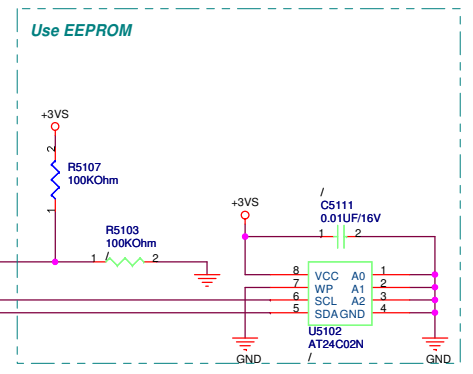 Use EEPROM
+3VS
2
R5107
100KOhm
1
R5103
/
100KOhm
1
2
+3VS
/
C5111
0.01UF/16V
1
2
8 VCC A0 1
7 WP A1 2
6 SCL A2 3
5 SDA GND 4
U5102
AT24C02N
/
GND
GND